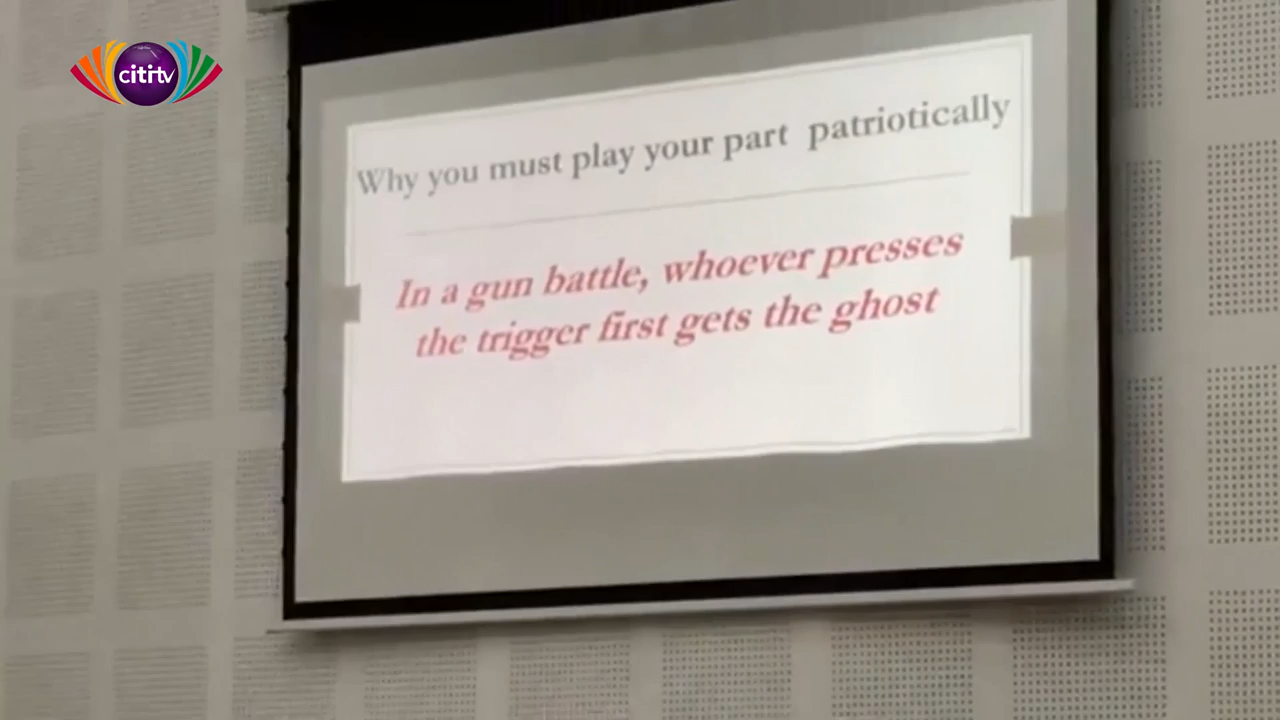 citi tv
Why you must play your part patriotically
In a gun battle, whoever presses
the trigger first gets the ghost